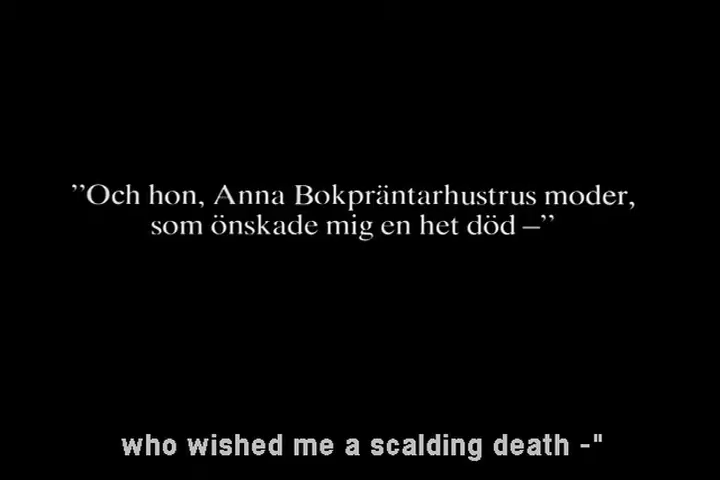 ”Och hon, Anna Bokpräntarhustrus moder,
som önskade mig en het död –”
who wished me a scalding death -"